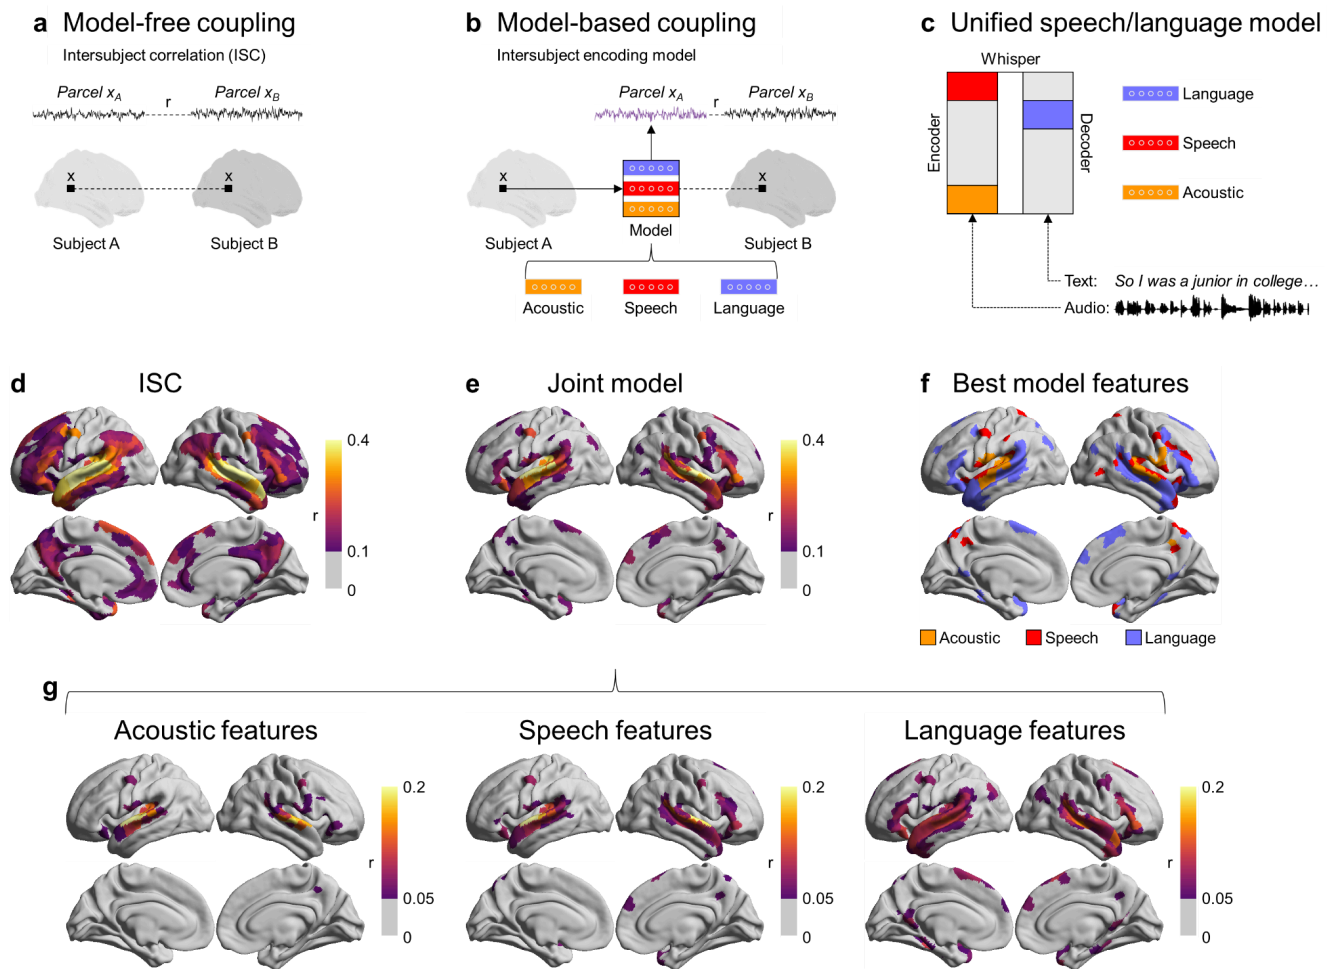 a Model-free coupling
Intersubject correlation (ISC)
Parcel x_A r Parcel x_B
x x
Subject A Subject B
b Model-based coupling
Intersubject encoding model
Parcel x_A r Parcel x_B
x x
Subject A Model Subject B
Acoustic Speech Language
c Unified speech/language model
Whisper
Encoder
Decoder
Language
Speech
Acoustic
Text: So I was a junior in college…
Audio:
d ISC
0.4
r
0.1
0
e Joint model
0.4
r
0.1
0
f Best model features
Acoustic Speech Language
g
Acoustic features
0.2
r
0.05
0
Speech features
0.2
r
0.05
0
Language features
0.2
r
0.05
0